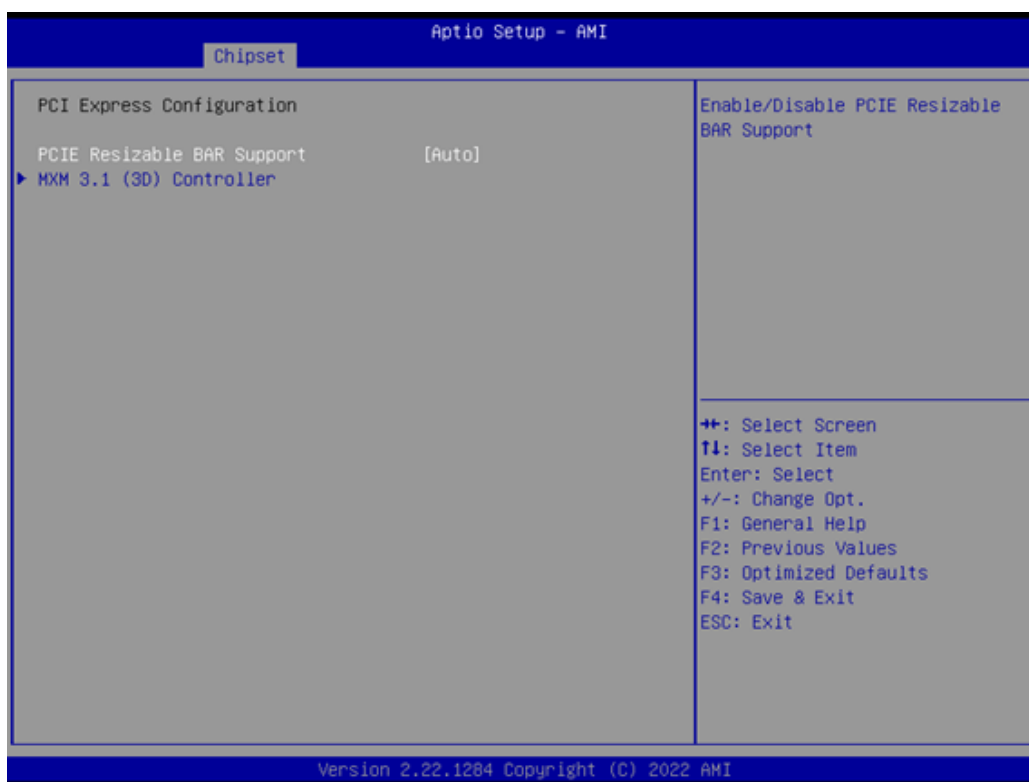 Aptio Setup - AMI
Chipset
PCI Express Configuration
PCIE Resizable BAR Support [Auto]
MXM 3.1 (3D) Controller
Enable/Disable PCIE Resizable
BAR Support
→←: Select Screen
↑↓: Select Item
Enter: Select
+/-: Change Opt.
F1: General Help
F2: Previous Values
F3: Optimized Defaults
F4: Save & Exit
ESC: Exit
Version 2.22.1284 Copyright (C) 2022 AMI